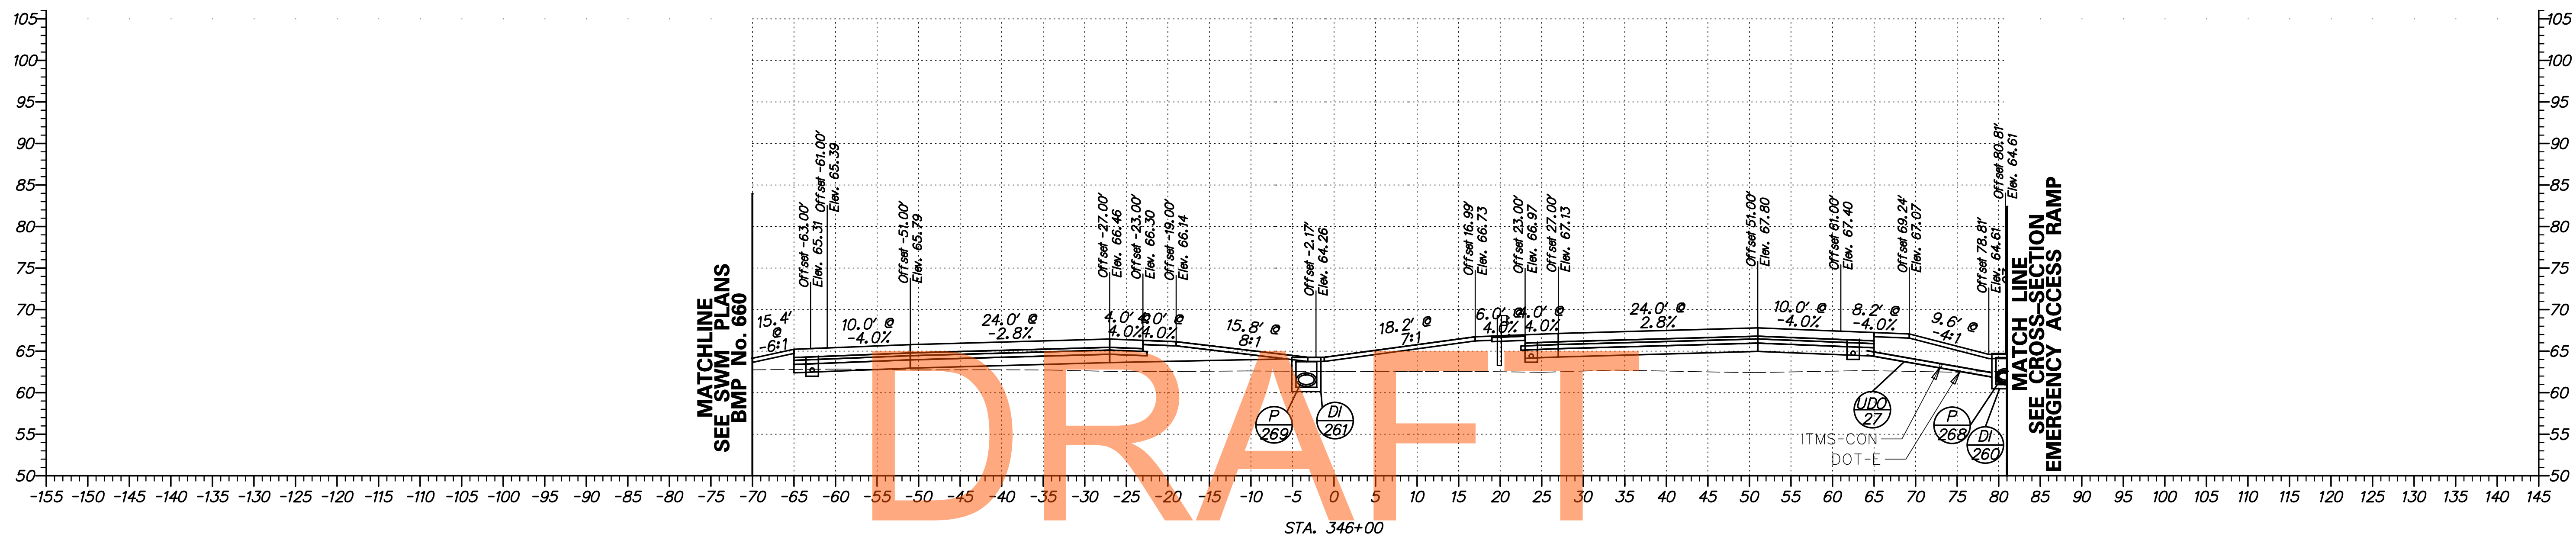 105
100
95
90
85
80
75
70
65
60
55
50
105
100
95
90
85
80
75
70
65
60
55
50
MATCHLINE
SEE SWM PLANS
BMP No. 660
Offset -63.00'
Elev. 65.31
Offset -61.00'
Elev. 65.39
Offset -51.00'
Elev. 65.79
Offset -27.00'
Elev. 66.46
Offset -23.00'
Elev. 66.30
Offset -19.00'
Elev. 66.14
Offset -2.17'
Elev. 64.26
Offset 16.99'
Elev. 66.73
Offset 23.00'
Elev. 66.97
Offset 27.00'
Elev. 67.13
Offset 51.00'
Elev. 67.80
Offset 61.00'
Elev. 67.40
Offset 69.24'
Elev. 67.07
Offset 78.81'
Elev. 64.61
Offset 80.81'
Elev. 64.61
MATCH LINE
SEE CROSS-SECTION
EMERGENCY ACCESS RAMP
15.4' @
-6:1
10.0' @
-4.0%
24.0' @
-2.8%
4.0' @
4.0%
4.0%
15.8' @
8:1
18.2' @
7:1
6.0' @
4.0%
4.0' @
4.0%
24.0' @
2.8%
10.0' @
-4.0%
8.2' @
-4.0%
9.6' @
-4:1
P
269
DI
261
UDO
27
P
268
DI
260
ITMS-CON
DOT-E
DRAFT
-155 -150 -145 -140 -135 -130 -125 -120 -115 -110 -105 -100 -95 -90 -85 -80 -75 -70 -65 -60 -55 -50 -45 -40 -35 -30 -25 -20 -15 -10 -5 0 5 10 15 20 25 30 35 40 45 50 55 60 65 70 75 80 85 90 95 100 105 110 115 120 125 130 135 140 145
STA. 346+00